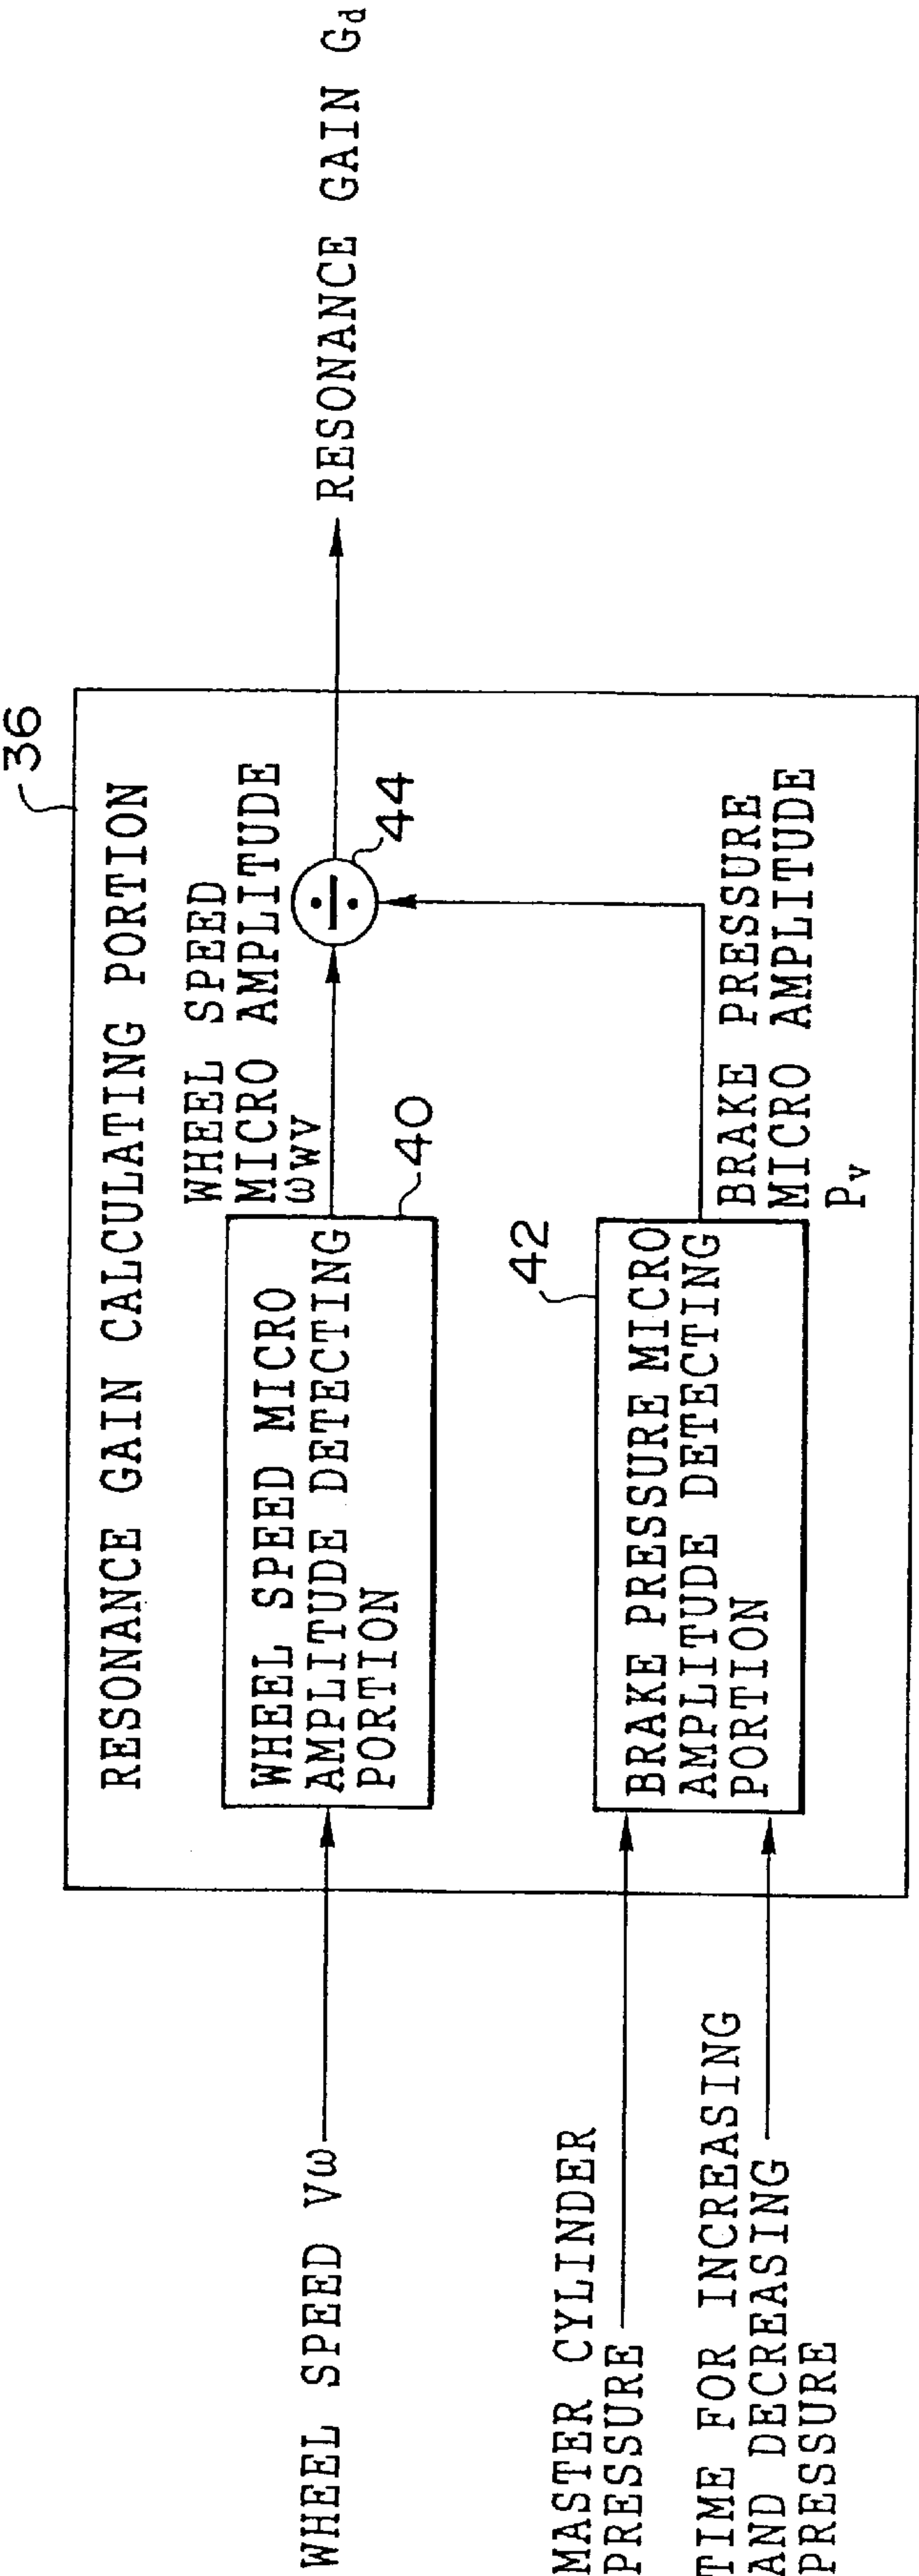 36
RESONANCE GAIN CALCULATING PORTION
WHEEL SPEED Vω
WHEEL SPEED MICRO
AMPLITUDE DETECTING
PORTION
40
WHEEL SPEED
MICRO AMPLITUDE
ωWV
÷
44
RESONANCE GAIN Gd
MASTER CYLINDER
PRESSURE
TIME FOR INCREASING
AND DECREASING
PRESSURE
42
BRAKE PRESSURE MICRO
AMPLITUDE DETECTING
PORTION
BRAKE PRESSURE
MICRO AMPLITUDE
Pv